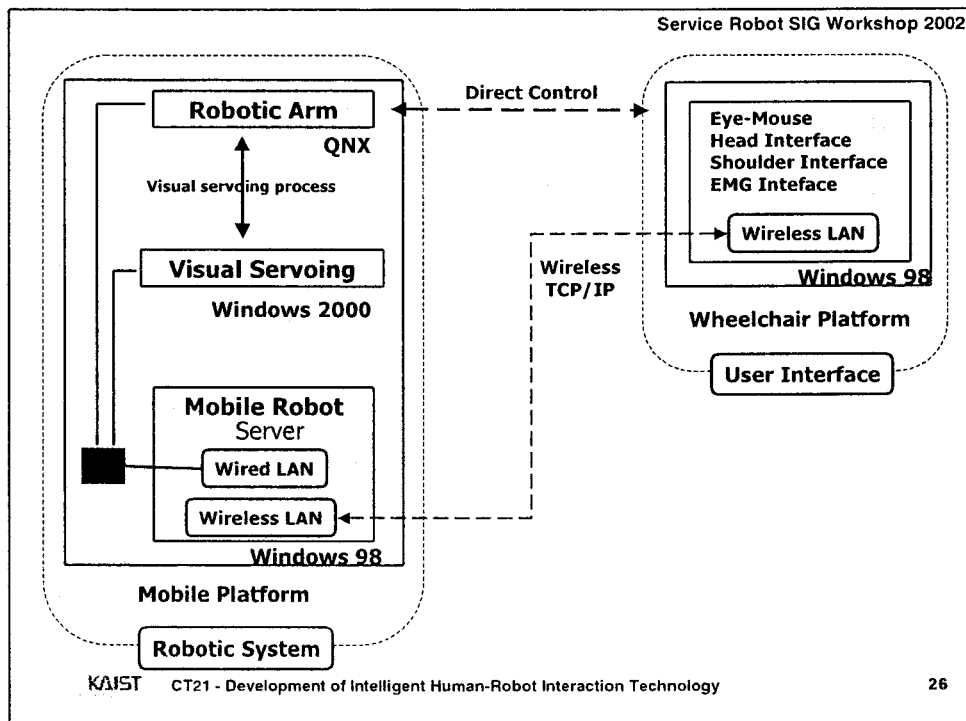 Service Robot SIG Workshop 2002
Robotic Arm
QNX
Visual servoing process
Visual Servoing
Windows 2000
Mobile Robot
Server
Wired LAN
Wireless LAN
Windows 98
Mobile Platform
Robotic System
Direct Control
Wireless
TCP/IP
Eye-Mouse
Head Interface
Shoulder Interface
EMG Inteface
Wireless LAN
Windows 98
Wheelchair Platform
User Interface
KAIST CT21 - Development of Intelligent Human-Robot Interaction Technology 26